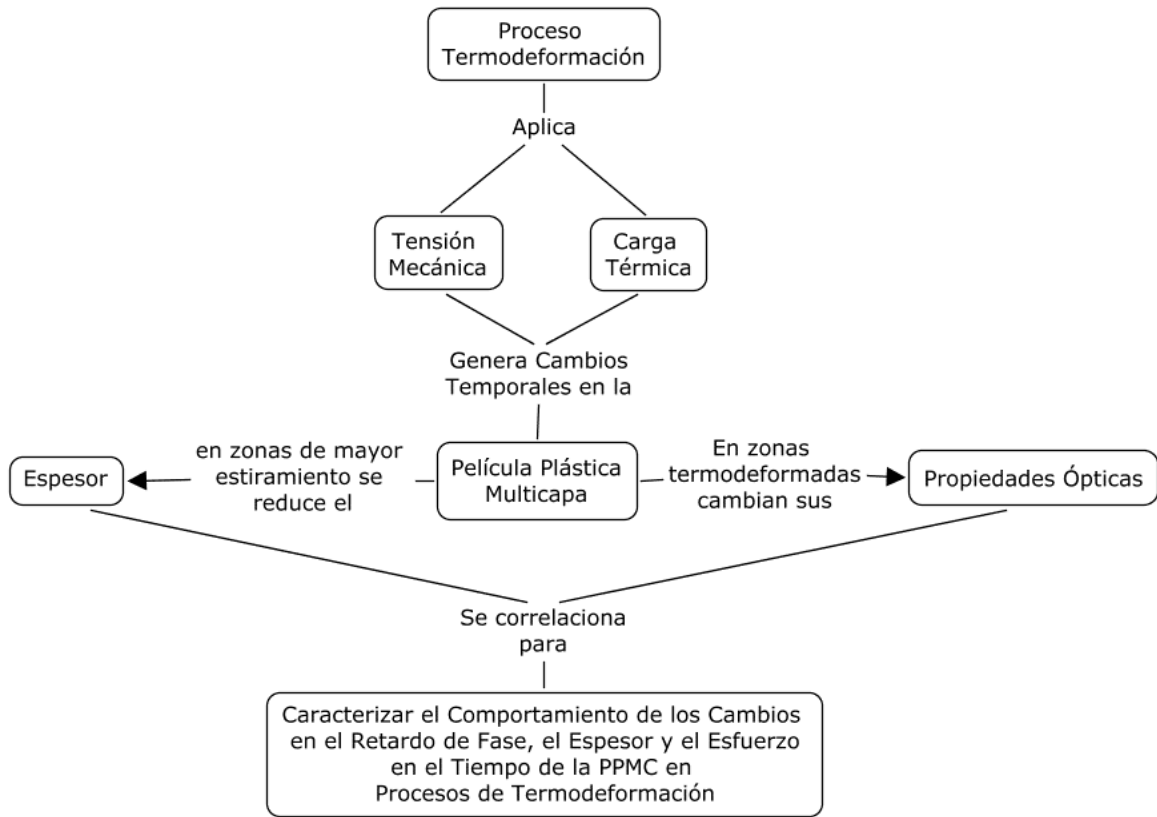 Proceso
Termodeformación
Aplica
Tensión
Mecánica
Carga
Térmica
Genera Cambios
Temporales en la
Espesor
en zonas de mayor
estiramiento se
reduce el
Película Plástica
Multicapa
En zonas
termodeformadas
cambian sus
Propiedades Ópticas
Se correlaciona
para
Caracterizar el Comportamiento de los Cambios
en el Retardo de Fase, el Espesor y el Esfuerzo
en el Tiempo de la PPMC en
Procesos de Termodeformación